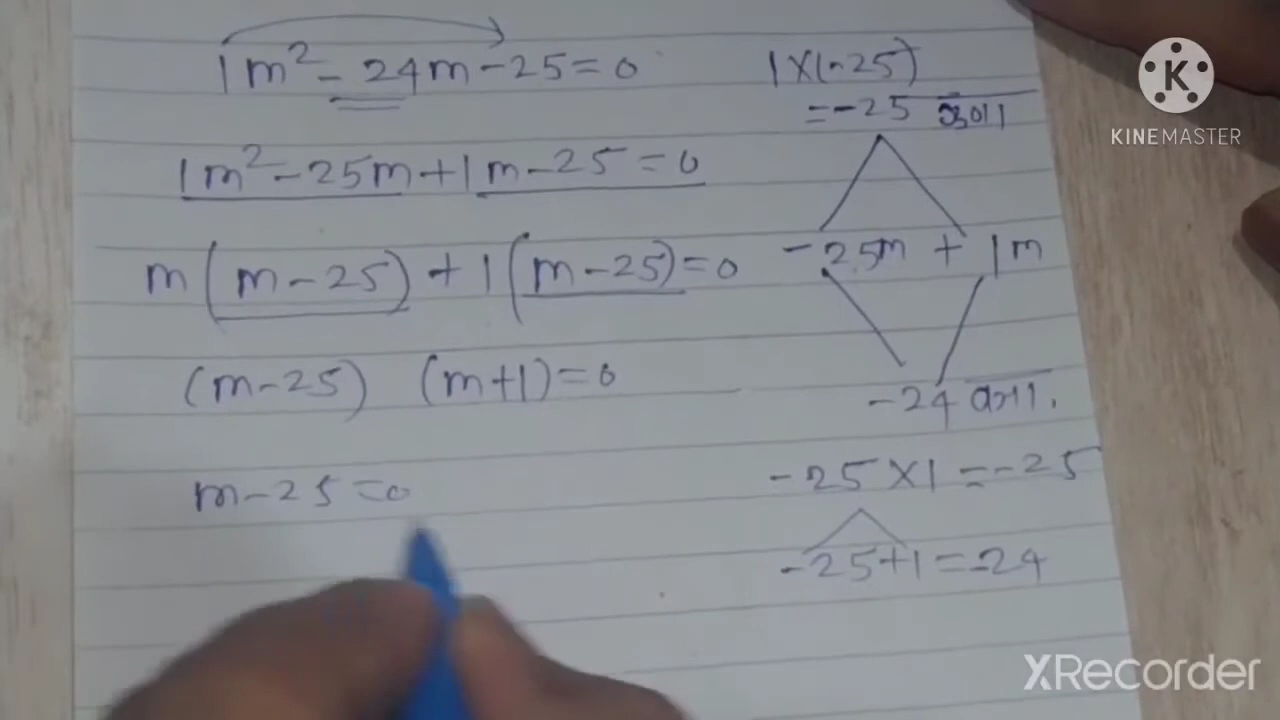 1m² - 24m - 25 = 0
1m² - 25m + 1m - 25 = 0
m(m - 25) + 1(m - 25) = 0
(m - 25) (m + 1) = 0
m - 25 = 0
1 × (-25)
= -25
-25m + 1m
-24
-25 × 1 = -25
-25 + 1 = -24
K
KINEMASTER
XRecorder